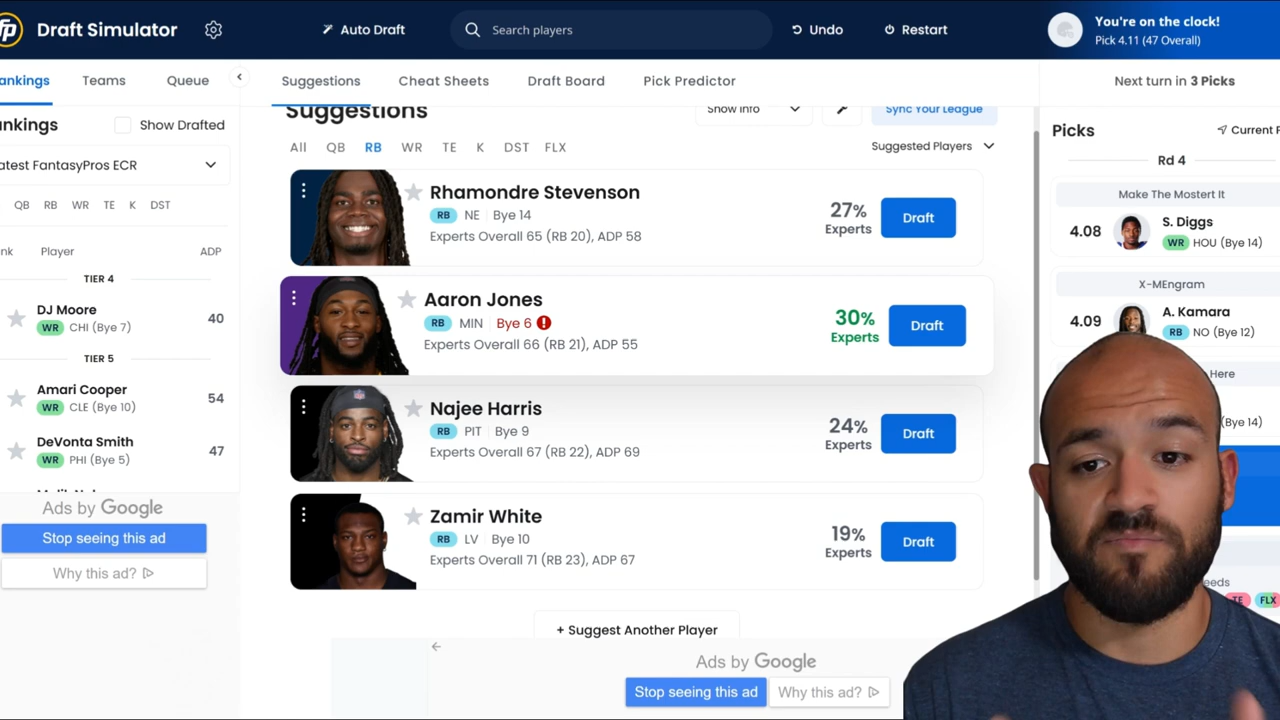 fp Draft Simulator
Auto Draft
Search players
Undo
Restart
You're on the clock!
Pick 4.11 (47 Overall)
ankings Teams Queue
Suggestions Cheat Sheets Draft Board Pick Predictor
Next turn in 3 Picks
nkings
Show Drafted
atest FantasyPros ECR
QB RB WR TE K DST
nk Player ADP
TIER 4
DJ Moore
WR CHI (Bye 7)
40
TIER 5
Amari Cooper
WR CLE (Bye 10)
54
DeVonta Smith
WR PHI (Bye 5)
47
Ads by Google
Stop seeing this ad
Why this ad?
Suggestions
Show Info
Sync Your League
All QB RB WR TE K DST FLX
Suggested Players
Rhamondre Stevenson
RB NE Bye 14
Experts Overall 65 (RB 20), ADP 58
27%
Experts
Draft
Aaron Jones
RB MIN Bye 6
Experts Overall 66 (RB 21), ADP 55
30%
Experts
Draft
Najee Harris
RB PIT Bye 9
Experts Overall 67 (RB 22), ADP 69
24%
Experts
Draft
Zamir White
RB LV Bye 10
Experts Overall 71 (RB 23), ADP 67
19%
Experts
Draft
+ Suggest Another Player
Ads by Google
Stop seeing this ad
Why this ad?
Picks
Current P
Rd 4
Make The Mostert It
4.08
S. Diggs
WR HOU (Bye 14)
X-MEngram
4.09
A. Kamara
RB NO (Bye 12)
Here
Bye 14)
eeds
TE FLX